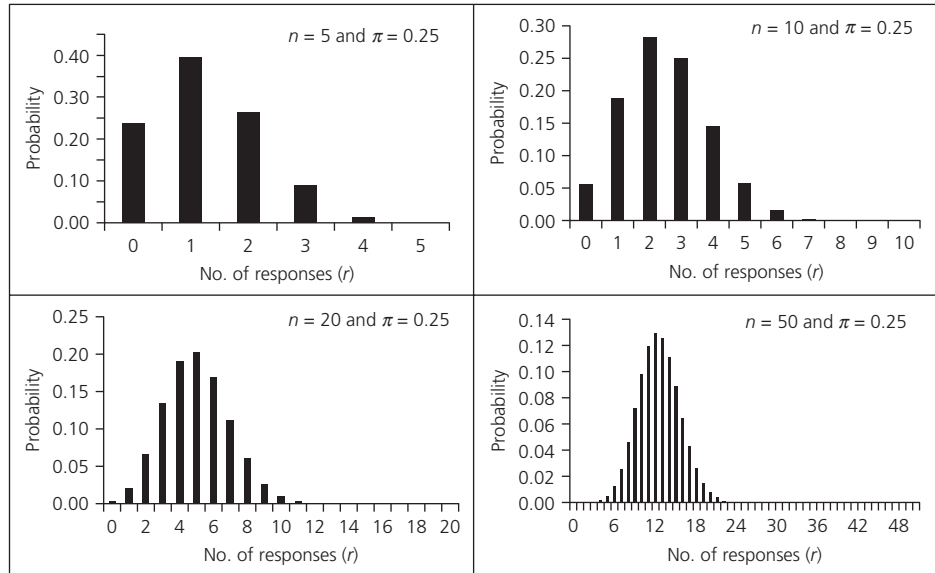 n = 5 and π = 0.25
Probability
0.40
0.30
0.20
0.10
0.00
0 1 2 3 4 5
No. of responses (r)
n = 10 and π = 0.25
Probability
0.30
0.25
0.20
0.15
0.10
0.05
0.00
0 1 2 3 4 5 6 7 8 9 10
No. of responses (r)
n = 20 and π = 0.25
Probability
0.25
0.20
0.15
0.10
0.05
0.00
0 2 4 6 8 10 12 14 16 18 20
No. of responses (r)
n = 50 and π = 0.25
Probability
0.14
0.12
0.10
0.08
0.06
0.04
0.02
0.00
0 6 12 18 24 30 36 42 48
No. of responses (r)